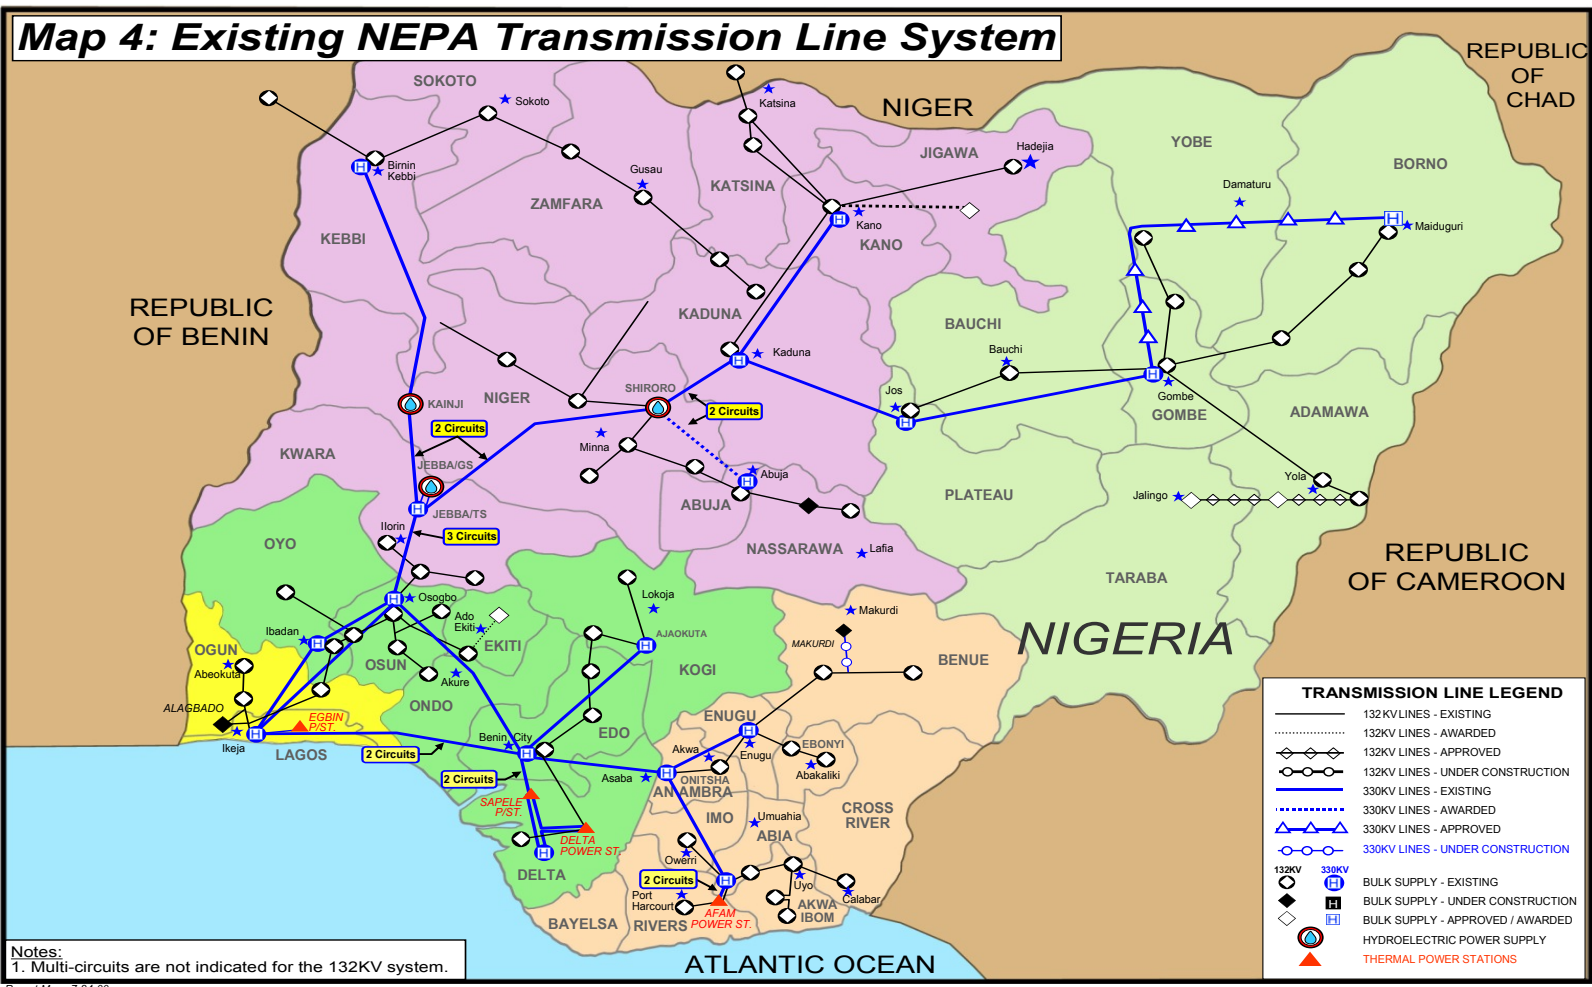 Map 4: Existing NEPA Transmission Line System
REPUBLIC
OF
CHAD
SOKOTO
Sokoto
Katsina
NIGER
YOBE
BORNO
JIGAWA
Hadejia
Birnin
Kebbi
Gusau
KATSINA
Damaturu
ZAMFARA
Kano
Maiduguri
KEBBI
KANO
REPUBLIC
OF BENIN
KADUNA
BAUCHI
Bauchi
Kaduna
SHIRORO
NIGER
KAINJI
Jos
Gombe
GOMBE
ADAMAWA
2 Circuits
2 Circuits
Minna
KWARA
JEBBA/GS
Abuja
Yola
Jalingo
PLATEAU
ABUJA
JEBBA/TS
Ilorin
3 Circuits
OYO
NASSARAWA
Lafia
REPUBLIC
OF CAMEROON
TARABA
Osogbo
Lokoja
Makurdi
Ado
Ekiti
Ibadan
AJAOKUTA
MAKURDI
NIGERIA
OGUN
EKITI
OSUN
KOGI
BENUE
Abeokuta
Akure
ALAGBADO
ONDO
EGBIN
P/ST.
ENUGU
Ikeja
LAGOS
Benin City
EDO
2 Circuits
Akwa
Enugu
EBONYI
Abakaliki
2 Circuits
Asaba
ONITSHA
ANAMBRA
SAPELE
P/ST.
IMO
Umuahia
ABIA
CROSS
RIVER
DELTA
POWER ST.
Owerri
DELTA
2 Circuits
Port
Harcourt
Uyo
Calabar
AKWA
IBOM
AFAM
POWER ST.
BAYELSA
RIVERS
ATLANTIC OCEAN
Notes:
1. Multi-circuits are not indicated for the 132KV system.
TRANSMISSION LINE LEGEND
132KV LINES - EXISTING
132KV LINES - AWARDED
132KV LINES - APPROVED
132KV LINES - UNDER CONSTRUCTION
330KV LINES - EXISTING
330KV LINES - AWARDED
330KV LINES - APPROVED
330KV LINES - UNDER CONSTRUCTION
132KV 330KV
BULK SUPPLY - EXISTING
BULK SUPPLY - UNDER CONSTRUCTION
BULK SUPPLY - APPROVED / AWARDED
HYDROELECTRIC POWER SUPPLY
THERMAL POWER STATIONS